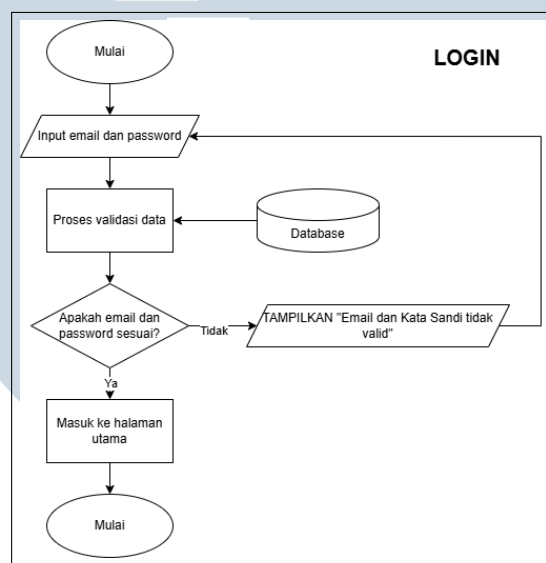 Mulai
LOGIN
Input email dan password
Proses validasi data
Database
Apakah email dan
password sesuai?
Tidak
TAMPILKAN "Email dan Kata Sandi tidak
valid"
Ya
Masuk ke halaman
utama
Mulai